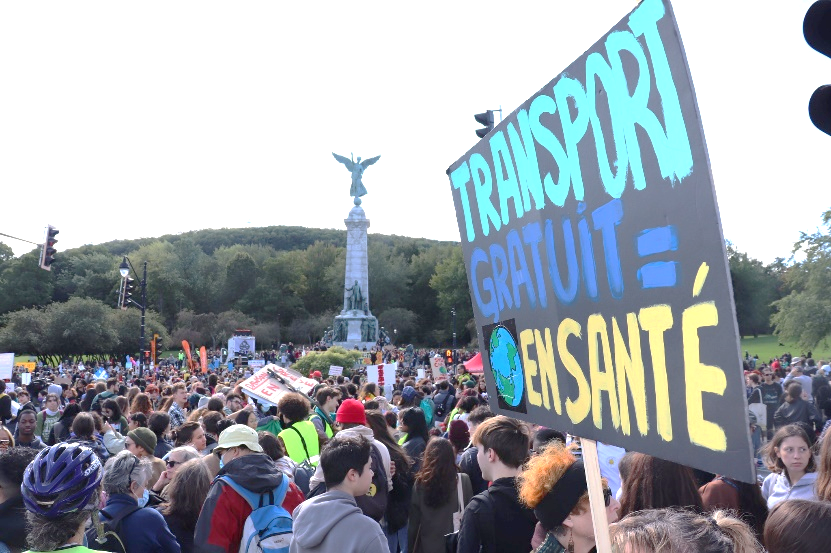 TRANSPORT
GRATUIT =
EN SANTÉ